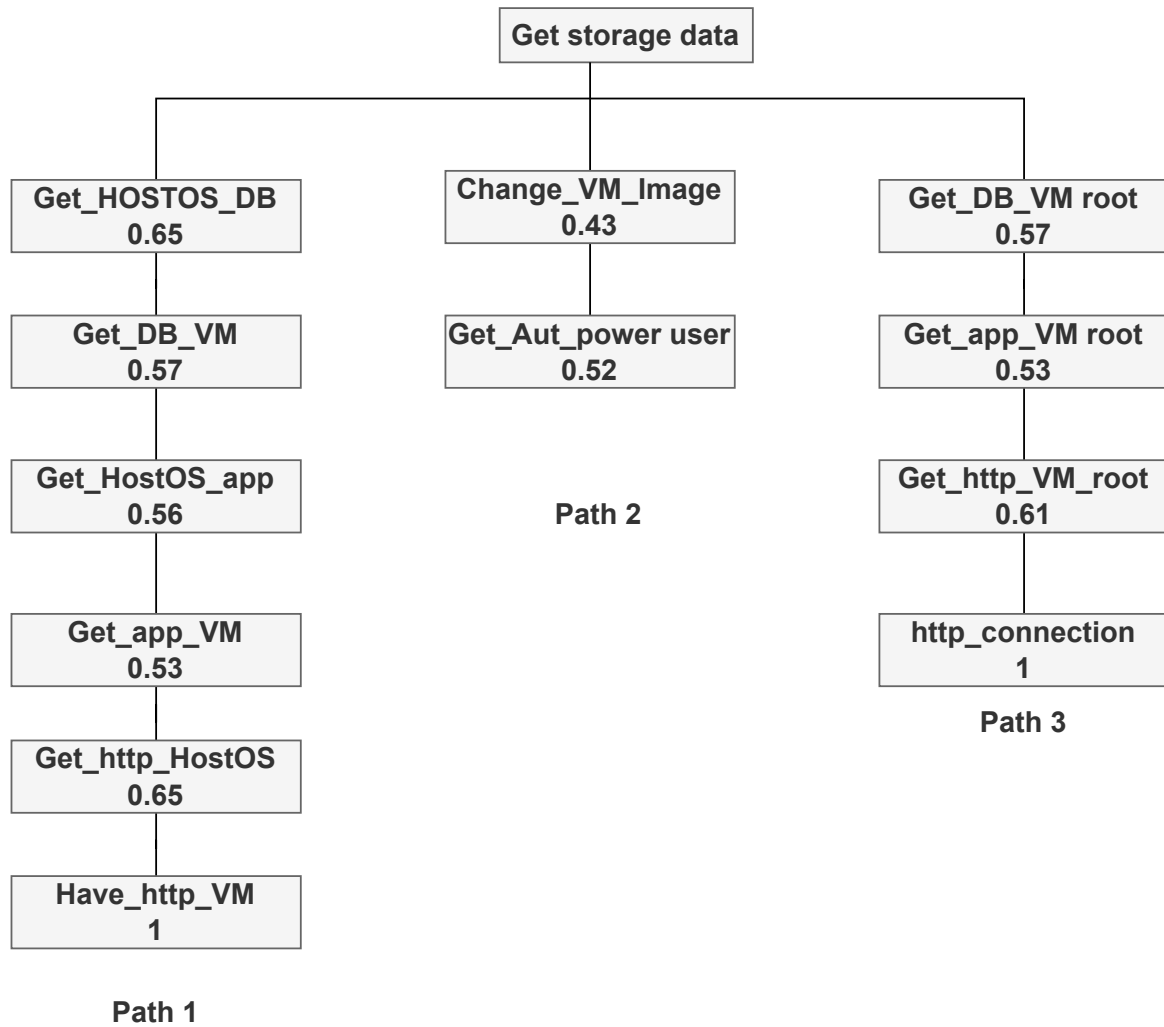 Get storage data
Get_HOSTOS_DB
0.65
Get_DB_VM
0.57
Get_HostOS_app
0.56
Get_app_VM
0.53
Get_http_HostOS
0.65
Have_http_VM
1
Path 1
Change_VM_Image
0.43
Get_Aut_power user
0.52
Path 2
Get_DB_VM root
0.57
Get_app_VM root
0.53
Get_http_VM_root
0.61
http_connection
1
Path 3